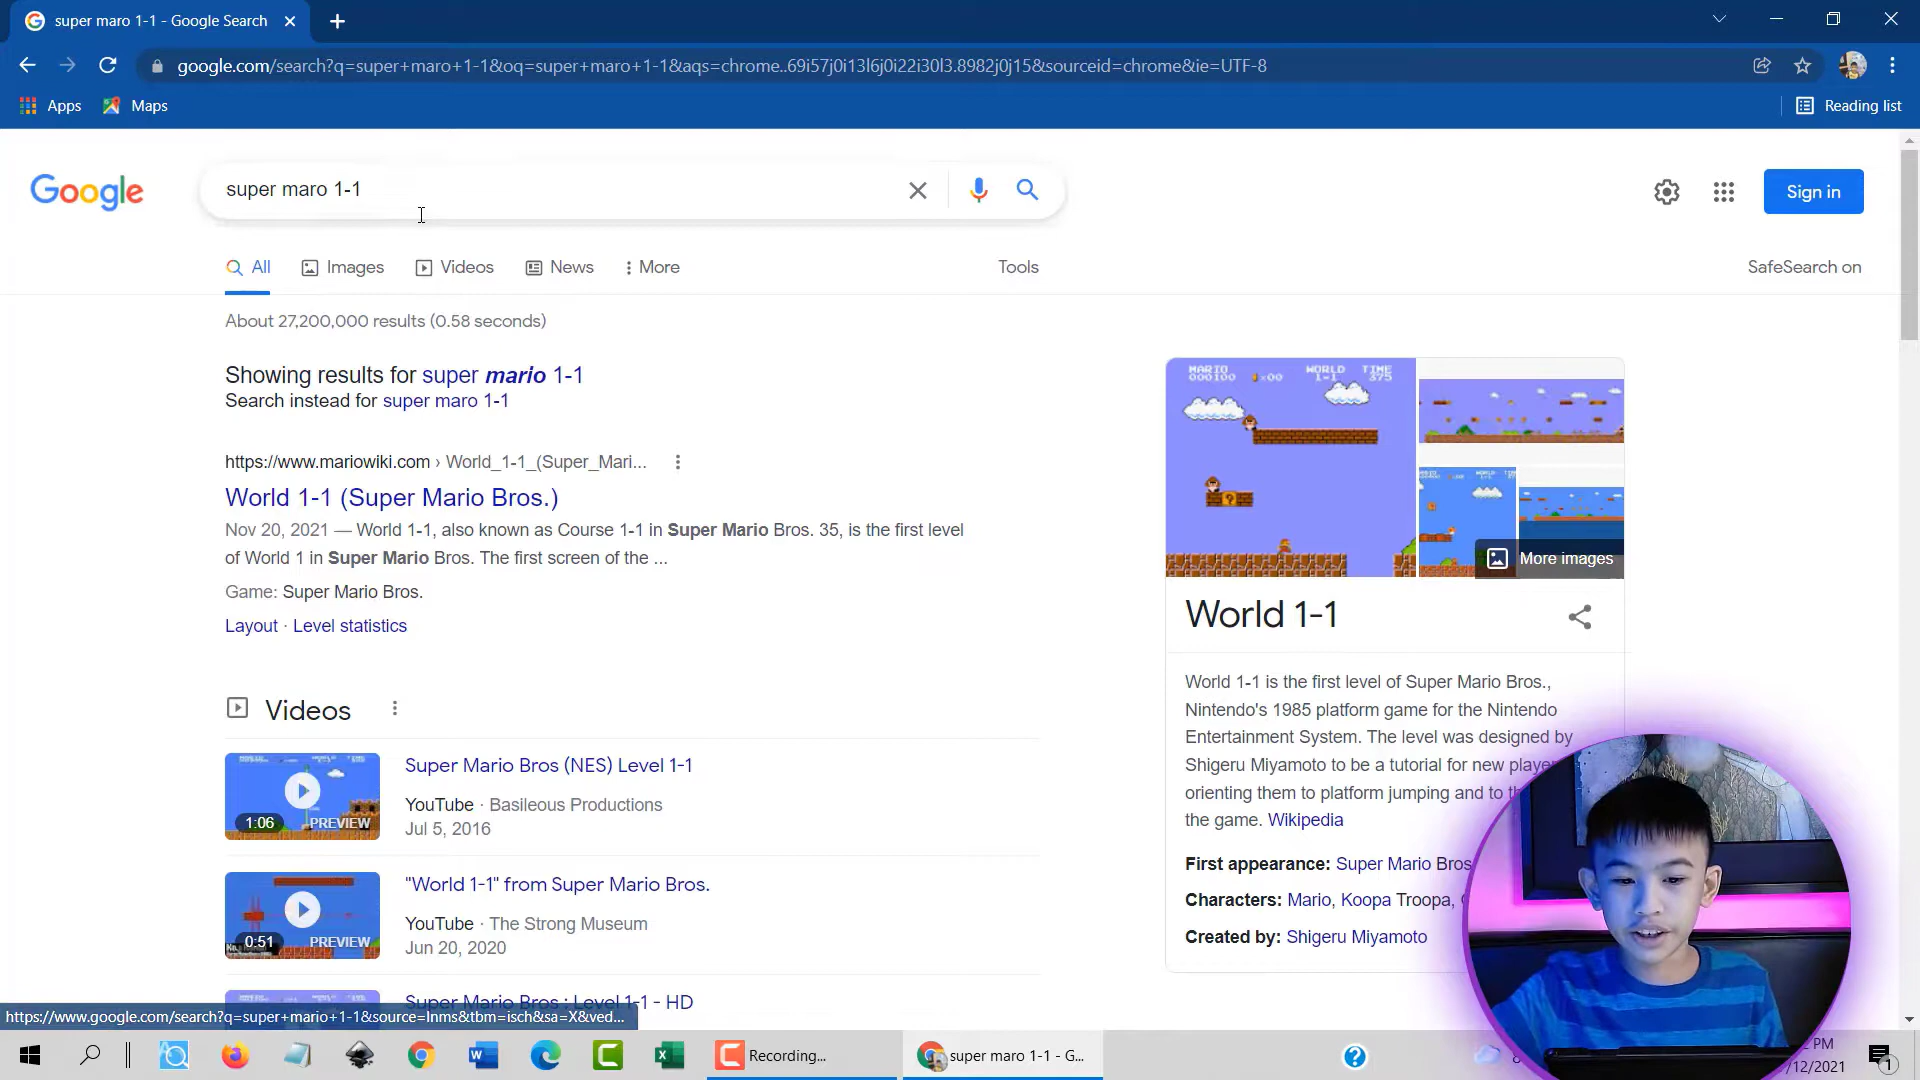 super maro 1-1 - Google Search
google.com/search?q=super+maro+1-1&oq=super+maro+1-1&aqs=chrome..69i57j0i13l6j0i22i30l3.8982j0j15&sourceid=chrome&ie=UTF-8
Apps Maps Reading list
Google super maro 1-1 Sign in
All Images Videos News More Tools SafeSearch on
About 27,200,000 results (0.58 seconds)
Showing results for super mario 1-1
Search instead for super maro 1-1
https://www.mariowiki.com › World_1-1_(Super_Mari...
World 1-1 (Super Mario Bros.)
Nov 20, 2021 — World 1-1, also known as Course 1-1 in Super Mario Bros. 35, is the first level
of World 1 in Super Mario Bros. The first screen of the ...
Game: Super Mario Bros.
Layout · Level statistics
Videos
Super Mario Bros (NES) Level 1-1
YouTube · Basileous Productions
Jul 5, 2016
1:06 PREVIEW
"World 1-1" from Super Mario Bros.
YouTube · The Strong Museum
Jun 20, 2020
0:51 PREVIEW
Super Mario Bros : Level 1-1 - HD
MARIO WORLD TIME
000100 ×00 1-1 375
More images
World 1-1
World 1-1 is the first level of Super Mario Bros.,
Nintendo's 1985 platform game for the Nintendo
Entertainment System. The level was designed by
Shigeru Miyamoto to be a tutorial for new
orienting them to platform jumping and to
the game. Wikipedia
First appearance: Super Mario Bros
Characters: Mario, Koopa Troopa,
Created by: Shigeru Miyamoto
https://www.google.com/search?q=super+mario+1-1&source=lnms&tbm=isch&sa=X&ved...
Recording...
super maro 1-1 - G...
PM
/12/2021
1